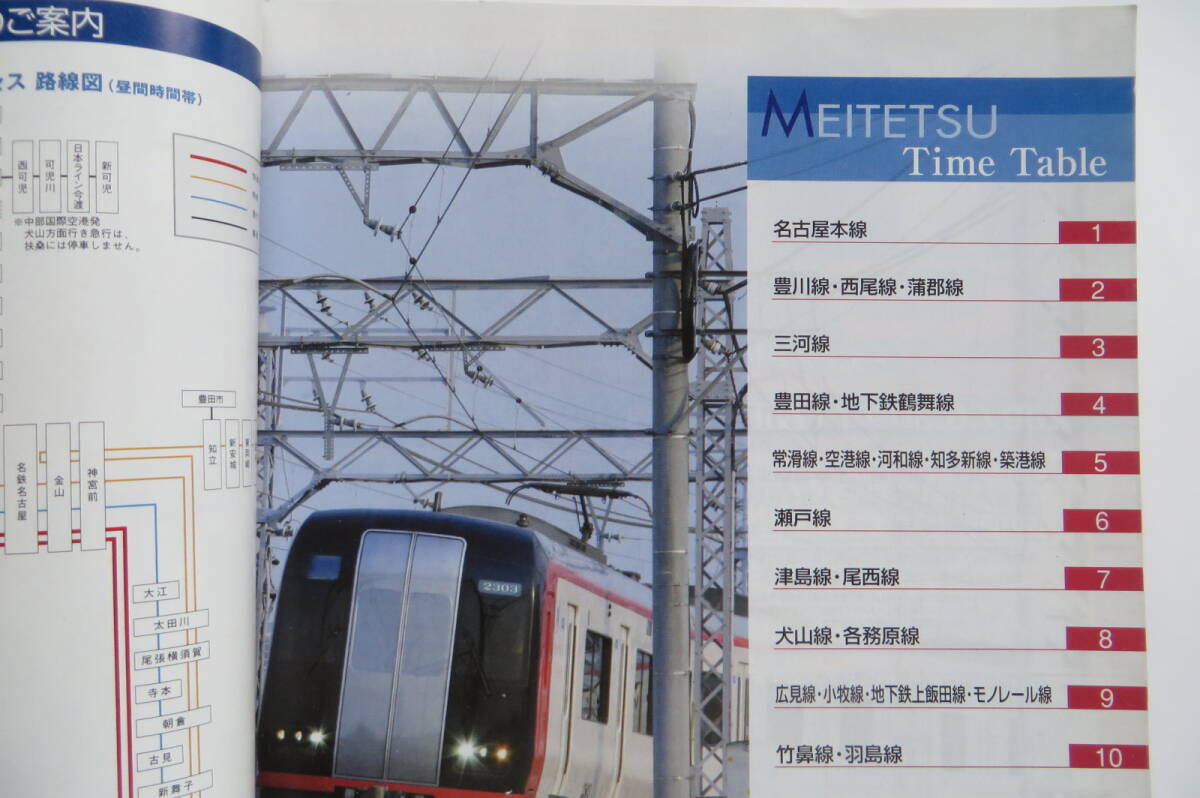 のご案内
路線図(昼間時間帯)
西可児
可児川
日本ライン今渡
新可児
※中部国際空港発
犬山方面行き急行は、
扶桑には停車しません。
豊田市
知立
新安城
名鉄名古屋
金山
神宮前
大江
太田川
尾張横須賀
寺本
朝倉
古見
新舞子
2303
MEITETSU
Time Table
名古屋本線 1
豊川線・西尾線・蒲郡線 2
三河線 3
豊田線・地下鉄鶴舞線 4
常滑線・空港線・河和線・知多新線・築港線 5
瀬戸線 6
津島線・尾西線 7
犬山線・各務原線 8
広見線・小牧線・地下鉄上飯田線・モノレール線 9
竹鼻線・羽島線 10